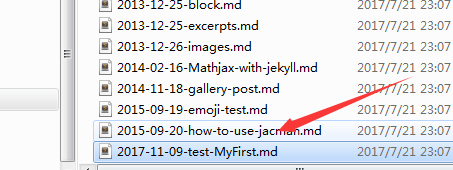 2013-12-25-block.md 2017/7/21 23:07
2013-12-25-excerpts.md 2017/7/21 23:07
2013-12-26-images.md 2017/7/21 23:07
2014-02-16-Mathjax-with-jekyll.md 2017/7/21 23:07
2014-11-18-gallery-post.md 2017/7/21 23:07
2015-09-19-emoji-test.md 2017/7/21 23:07
2015-09-20-how-to-use-jacman.md 2017/7/21 23:07
2017-11-09-test-MyFirst.md 2017/7/21 23:07